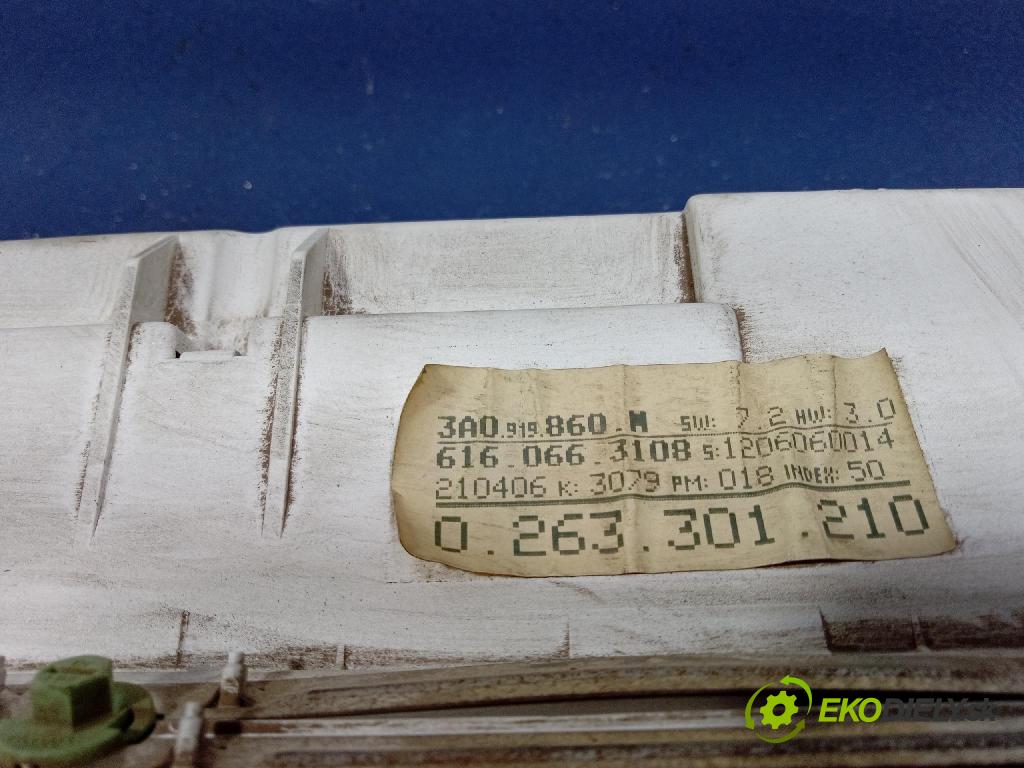 3A0.919.860.M SW: 7.2 HW: 3.0
616.066.3108 S:1206060014
210406 K: 3079 PM: 018 INDEX: 50
0.263.301.210
EKODIELY.sk